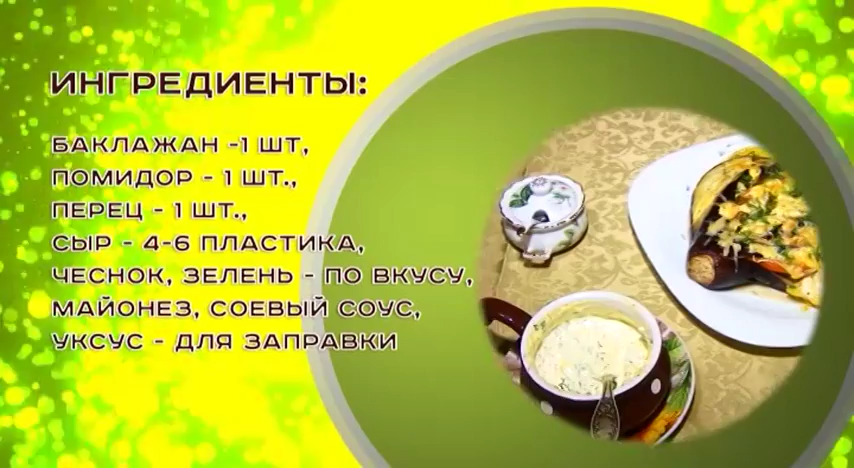 ИНГРЕДИЕНТЫ:
БАКЛАЖАН -1 ШТ,
ПОМИДОР - 1 ШТ.,
ПЕРЕЦ - 1 ШТ.,
СЫР - 4-6 ПЛАСТИКА,
ЧЕСНОК, ЗЕЛЕНЬ - ПО ВКУСУ,
МАЙОНЕЗ, СОЕВЫЙ СОУС,
УКСУС - ДЛЯ ЗАПРАВКИ